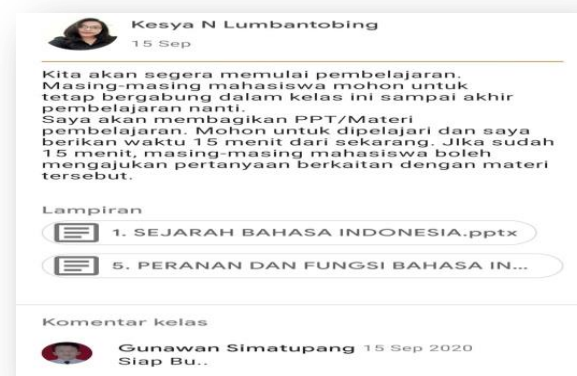 Kesya N Lumbantobing
15 Sep
Kita akan segera memulai pembelajaran.
Masing-masing mahasiswa mohon untuk
tetap bergabung dalam kelas ini sampai akhir
pembelajaran nanti.
Saya akan membagikan PPT/Materi
pembelajaran. Mohon untuk dipelajari dan saya
berikan waktu 15 menit dari sekarang. JIka sudah
15 menit, masing-masing mahasiswa boleh
mengajukan pertanyaan berkaitan dengan materi
tersebut.
Lampiran
1. SEJARAH BAHASA INDONESIA.pptx
5. PERANAN DAN FUNGSI BAHASA IN...
Komentar kelas
Gunawan Simatupang 15 Sep 2020
Siap Bu..